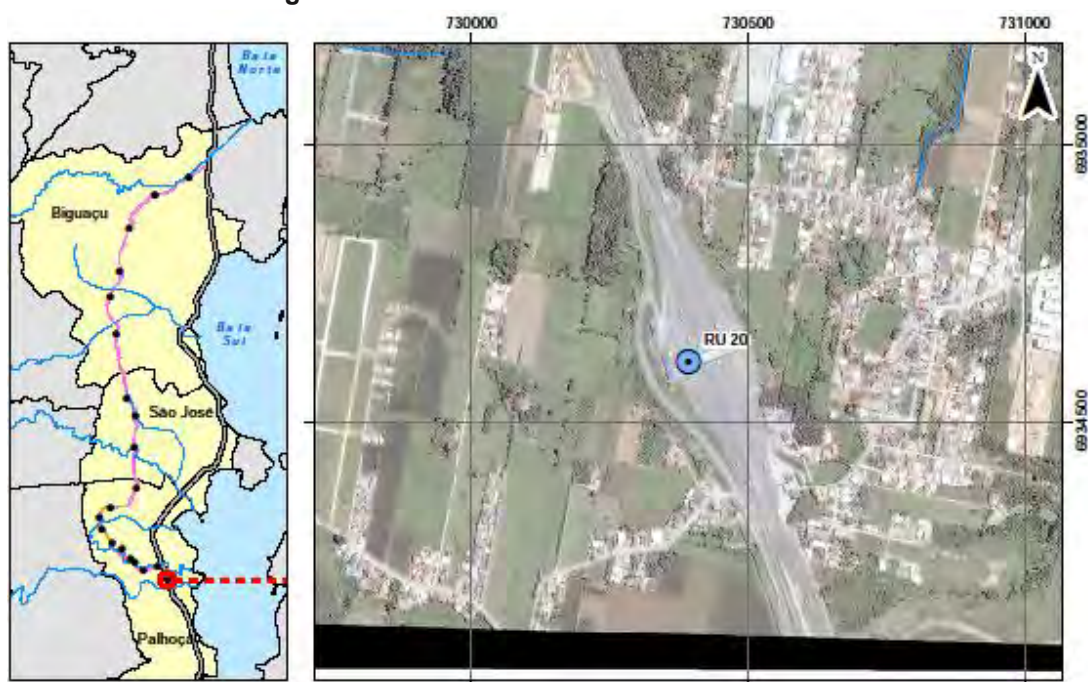 730000
730500
731000
Baía
Norte
Biguaçu
Baía
Sul
São José
Palhoça
N
6935000
RU 20
6934500